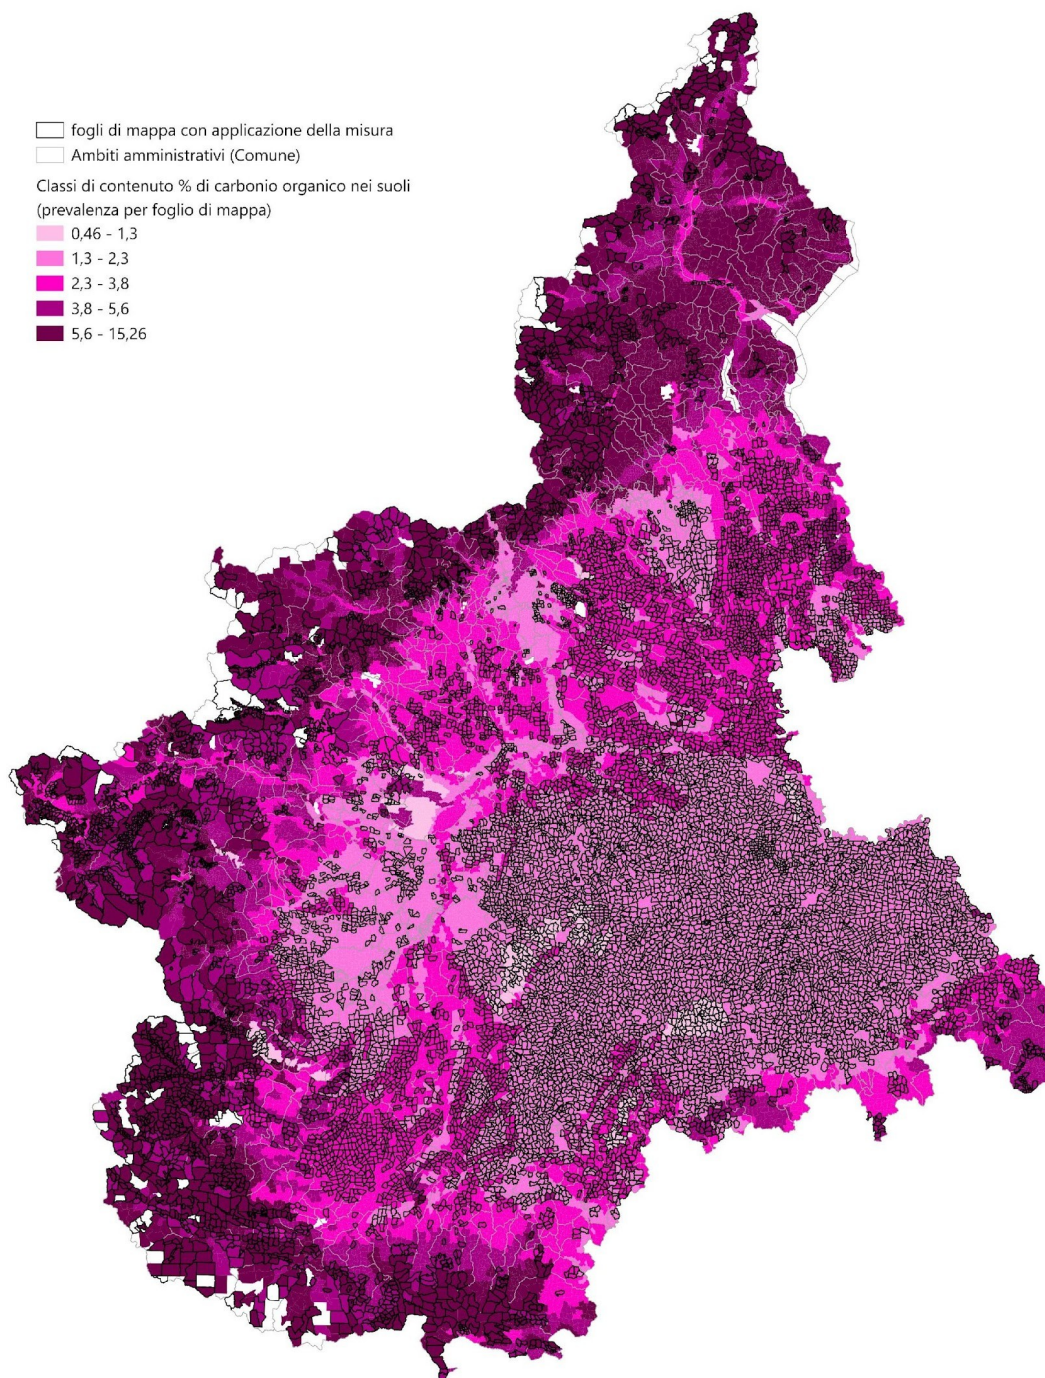 fogli di mappa con applicazione della misura
Ambiti amministrativi (Comune)
Classi di contenuto % di carbonio organico nei suoli
(prevalenza per foglio di mappa)
0,46 - 1,3
1,3 - 2,3
2,3 - 3,8
3,8 - 5,6
5,6 - 15,26